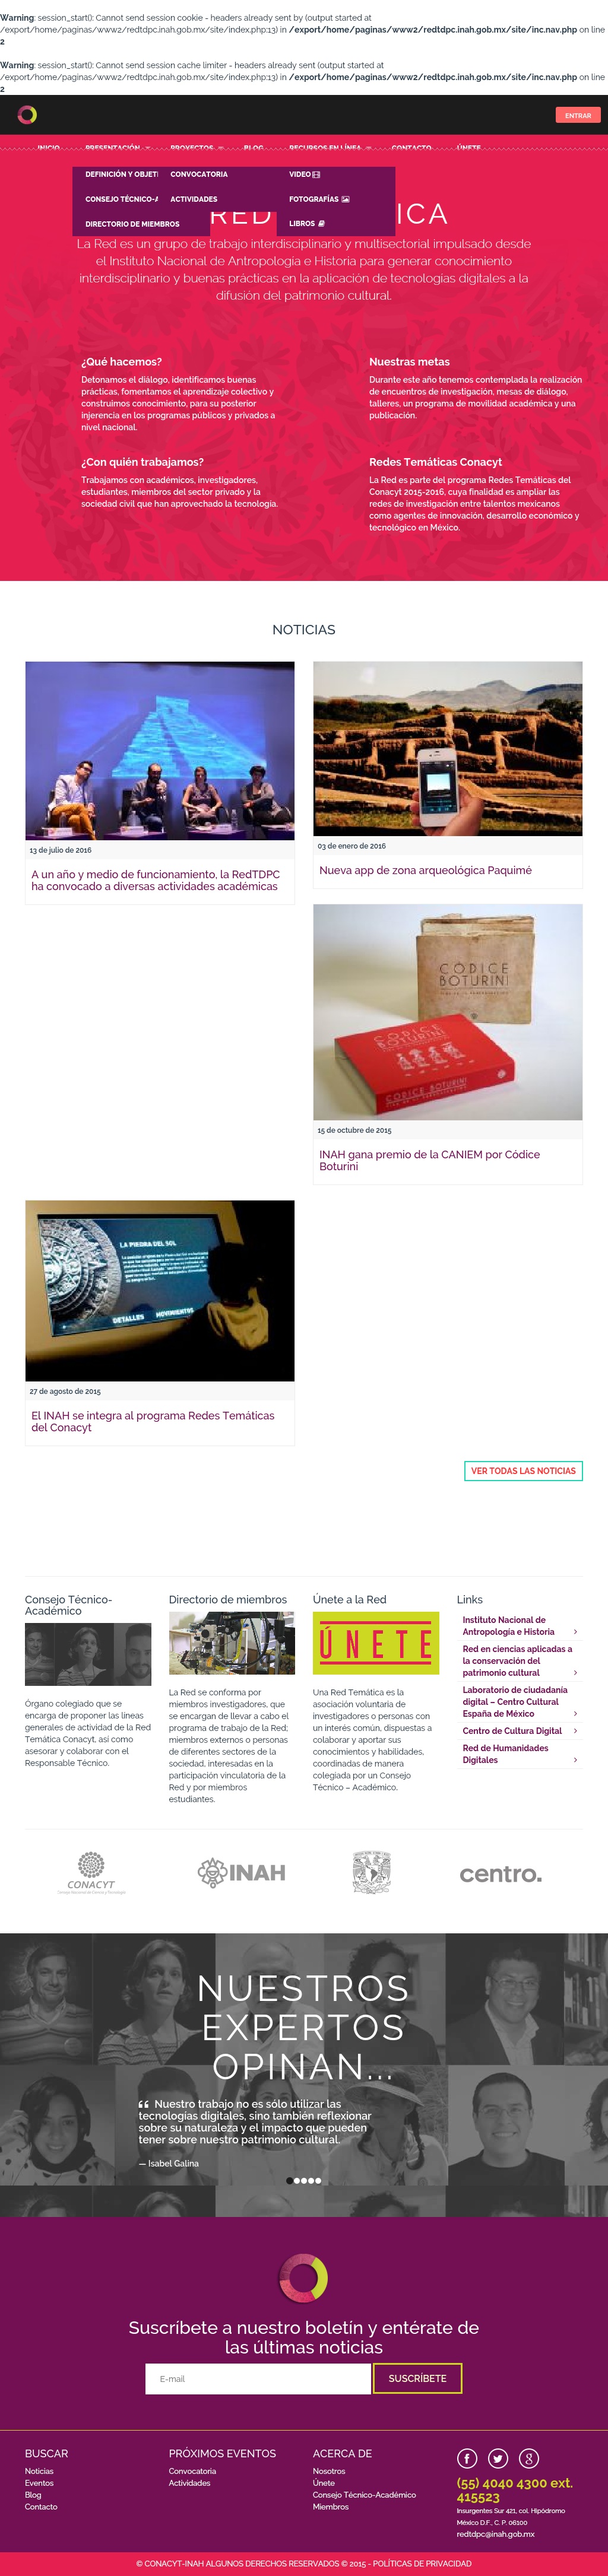 Warning: session_start(): Cannot send session cookie - headers already sent by (output started at
/export/home/paginas/www2/redtdpc.inah.gob.mx/site/index.php:13) in /export/home/paginas/www2/redtdpc.inah.gob.mx/site/inc.nav.php on line
2
Warning: session_start(): Cannot send session cache limiter - headers already sent (output started at
/export/home/paginas/www2/redtdpc.inah.gob.mx/site/index.php:13) in /export/home/paginas/www2/redtdpc.inah.gob.mx/site/inc.nav.php on line
2
ENTRAR
INICIO PRESENTACIÓN PROYECTOS BLOG RECURSOS EN LÍNEA CONTACTO ÚNETE
DEFINICIÓN Y OBJETI CONVOCATORIA VIDEO
CONSEJO TÉCNICO-A ACTIVIDADES FOTOGRAFÍAS
DIRECTORIO DE MIEMBROS LIBROS
RED ICA
La Red es un grupo de trabajo interdisciplinario y multisectorial impulsado desde
el Instituto Nacional de Antropología e Historia para generar conocimiento
interdisciplinario y buenas prácticas en la aplicación de tecnologías digitales a la
difusión del patrimonio cultural.
¿Qué hacemos?
Detonamos el diálogo, identificamos buenas
prácticas, fomentamos el aprendizaje colectivo y
construimos conocimiento, para su posterior
injerencia en los programas públicos y privados a
nivel nacional.
Nuestras metas
Durante este año tenemos contemplada la realización
de encuentros de investigación, mesas de diálogo,
talleres, un programa de movilidad académica y una
publicación.
¿Con quién trabajamos?
Trabajamos con académicos, investigadores,
estudiantes, miembros del sector privado y la
sociedad civil que han aprovechado la tecnología.
Redes Temáticas Conacyt
La Red es parte del programa Redes Temáticas del
Conacyt 2015-2016, cuya finalidad es ampliar las
redes de investigación entre talentos mexicanos
como agentes de innovación, desarrollo económico y
tecnológico en México.
NOTICIAS
13 de julio de 2016
A un año y medio de funcionamiento, la RedTDPC
ha convocado a diversas actividades académicas
03 de enero de 2016
Nueva app de zona arqueológica Paquimé
CÓDICE
BOTURINI
CÓDICE
BOTURINI
15 de octubre de 2015
INAH gana premio de la CANIEM por Códice
Boturini
LA PIEDRA DEL SOL
DETALLES MOVIMIENTOS
27 de agosto de 2015
El INAH se integra al programa Redes Temáticas
del Conacyt
VER TODAS LAS NOTICIAS
Consejo Técnico-
Académico
Órgano colegiado que se
encarga de proponer las líneas
generales de actividad de la Red
Temática Conacyt, así como
asesorar y colaborar con el
Responsable Técnico.
Directorio de miembros
La Red se conforma por
miembros investigadores, que
se encargan de llevar a cabo el
programa de trabajo de la Red;
miembros externos o personas
de diferentes sectores de la
sociedad, interesadas en la
participación vinculatoria de la
Red y por miembros
estudiantes.
Únete a la Red
ÚNETE
Una Red Temática es la
asociación voluntaria de
investigadores o personas con
un interés común, dispuestas a
colaborar y aportar sus
conocimientos y habilidades,
coordinadas de manera
colegiada por un Consejo
Técnico – Académico.
Links
Instituto Nacional de
Antropología e Historia
Red en ciencias aplicadas a
la conservación del
patrimonio cultural
Laboratorio de ciudadanía
digital – Centro Cultural
España de México
Centro de Cultura Digital
Red de Humanidades
Digitales
CONACYT
Consejo Nacional de Ciencia y Tecnología
INAH
centro.
NUESTROS
EXPERTOS
OPINAN...
“ Nuestro trabajo no es sólo utilizar las
tecnologías digitales, sino también reflexionar
sobre su naturaleza y el impacto que pueden
tener sobre nuestro patrimonio cultural.
— Isabel Galina
Suscríbete a nuestro boletín y entérate de
las últimas noticias
E-mail SUSCRÍBETE
BUSCAR
Noticias
Eventos
Blog
Contacto
PRÓXIMOS EVENTOS
Convocatoria
Actividades
ACERCA DE
Nosotros
Únete
Consejo Técnico-Académico
Miembros
(55) 4040 4300 ext.
415523
Insurgentes Sur 421, col. Hipódromo
México D.F., C. P. 06100
redtdpc@inah.gob.mx
© CONACYT-INAH ALGUNOS DERECHOS RESERVADOS © 2015 - POLÍTICAS DE PRIVACIDAD